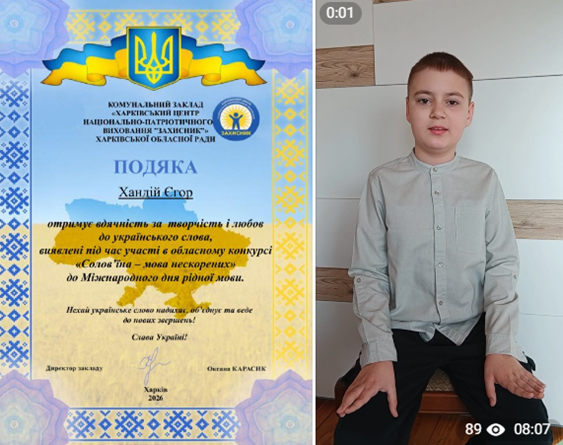 КОМУНАЛЬНИЙ ЗАКЛАД
«ХАРКІВСЬКИЙ ЦЕНТР
НАЦІОНАЛЬНО-ПАТРІОТИЧНОГО
ВИХОВАННЯ "ЗАХИСНИК"»
ХАРКІВСЬКОЇ ОБЛАСНОЇ РАДИ
ЗАХИСНИК
ПОДЯКА
Хандій Єгор
отримує вдячність за творчість і любов
до українського слова,
виявлені під час участі в обласному конкурсі
«Солов’їна – мова нескорених»
до Міжнародного дня рідної мови.
Нехай українське слово надихає, об’єднує та веде
до нових звершень!
Слава Україні!
Директор закладу
Оксана КАРАСИК
Харків
2026
0:01
89
08:07